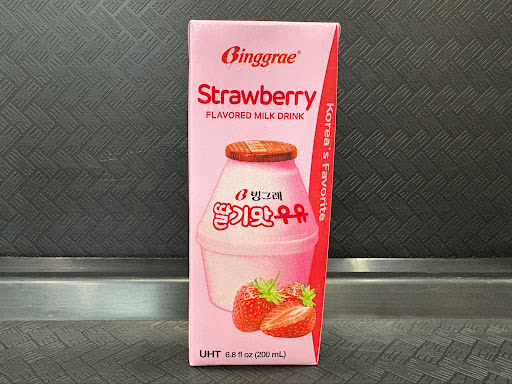 Binggrae®
Strawberry
FLAVORED MILK DRINK
Korea's Favorite
빙그레
딸기맛우유
UHT 6.8 fl oz (200 mL)